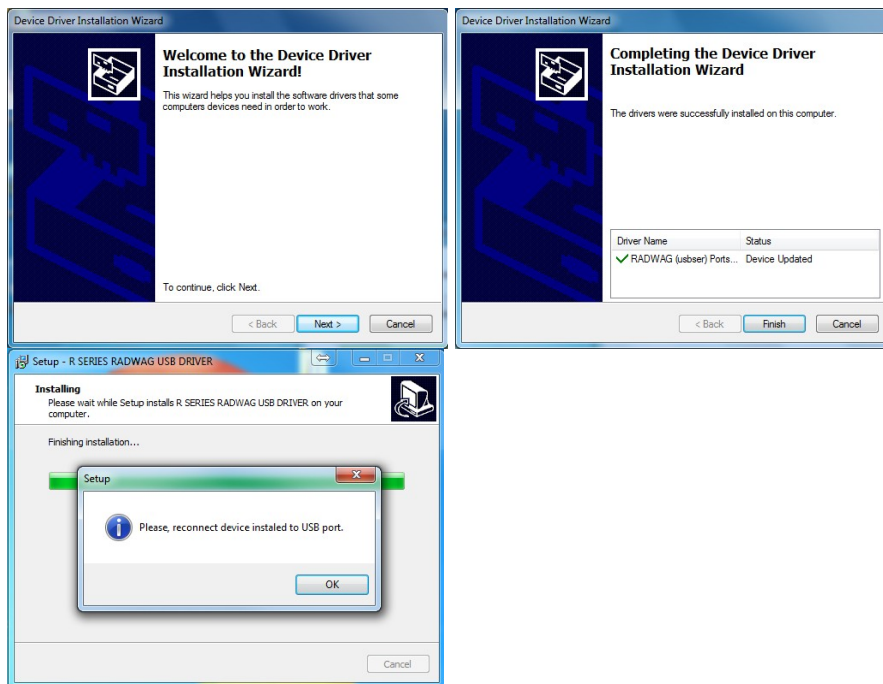 Device Driver Installation Wizard
Welcome to the Device Driver
Installation Wizard!
This wizard helps you install the software drivers that some
computers devices need in order to work.
To continue, click Next.
< Back
Next >
Cancel
Device Driver Installation Wizard
Completing the Device Driver
Installation Wizard
The drivers were successfully installed on this computer.
Driver Name Status
RADWAG (usbser) Ports... Device Updated
< Back
Finish
Cancel
Setup - R SERIES RADWAG USB DRIVER
Installing
Please wait while Setup installs R SERIES RADWAG USB DRIVER on your
computer.
Finishing installation...
Setup
Please, reconnect device instaled to USB port.
OK
Cancel